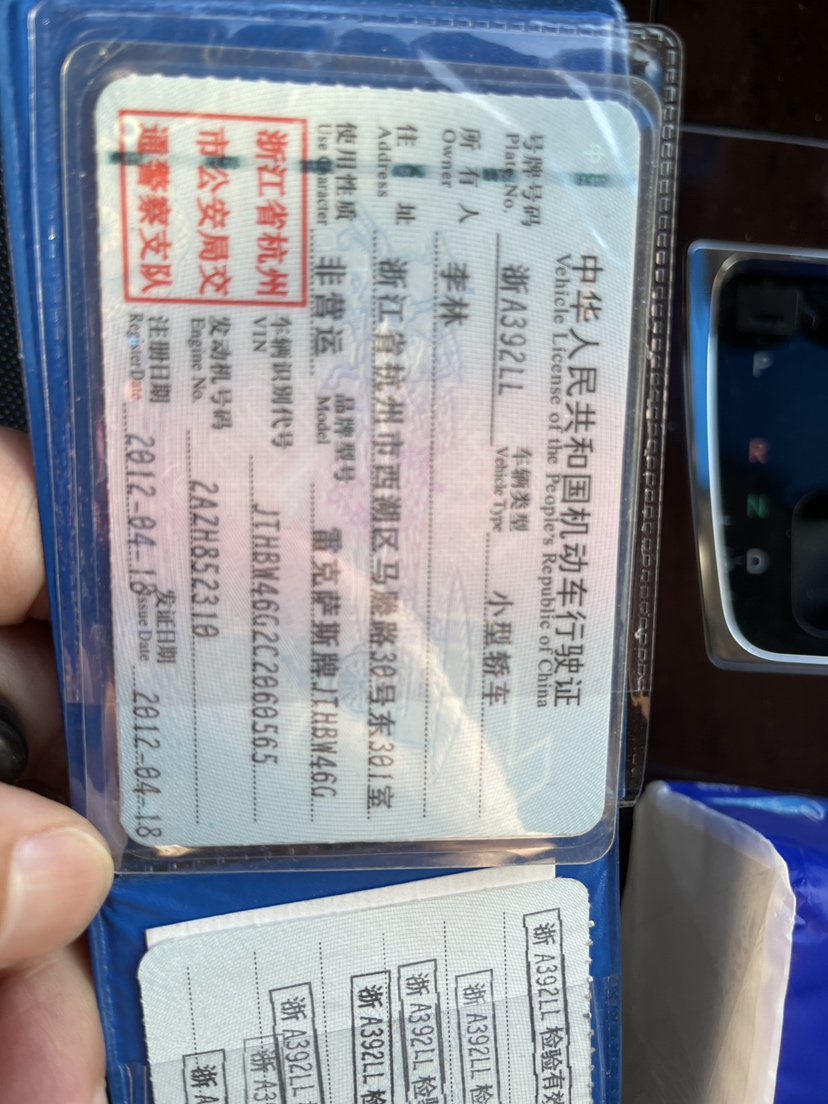 中华人民共和国机动车行驶证
Vehicle License of the People's Republic of China
号牌号码 浙A392LL 车辆类型 小型轿车
Plate No. Vehicle Type
所有人 李林
Owner
住址 浙江省杭州市西湖区马塍路30号东301室
Address
使用性质 非营运 品牌型号 雷克萨斯牌JTHBW46G
Use Character Model
浙江省杭州
市公安局交
通警察支队
车辆识别代号 JTHBW46G2C2060565
VIN
发动机号码 2AZH852310
Engine No.
注册日期 2012-04-18 发证日期 2012-04-18
Register Date Issue Date
浙A392LL 检验有效
浙A392LL 检
浙A392LL 检验
浙A392LL 检
浙A392LL
浙A3
浙A
P
R
N
D